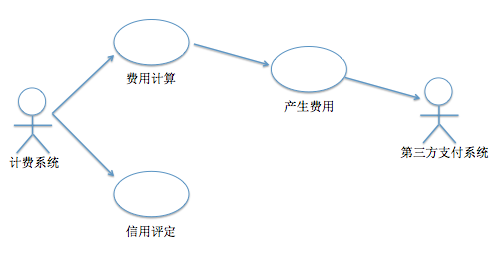 费用计算
产生费用
计费系统
第三方支付系统
信用评定